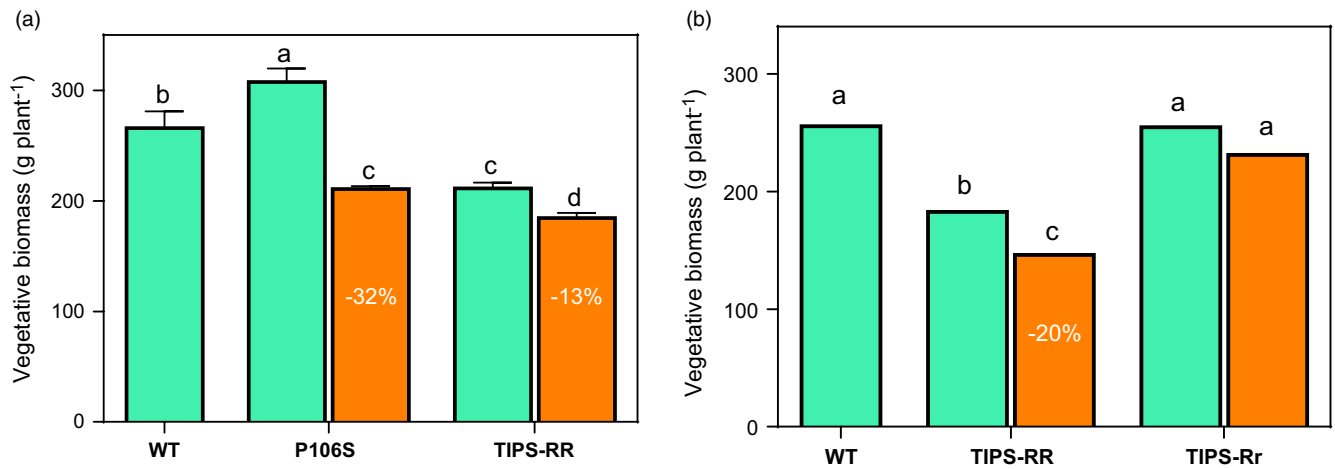 (a)
Vegetative biomass (g plant⁻¹)
300
200
100
0
b
a
c
c
d
-32%
-13%
WT
P106S
TIPS-RR
(b)
Vegetative biomass (g plant⁻¹)
300
200
100
0
a
b
c
a
a
-20%
WT
TIPS-RR
TIPS-Rr